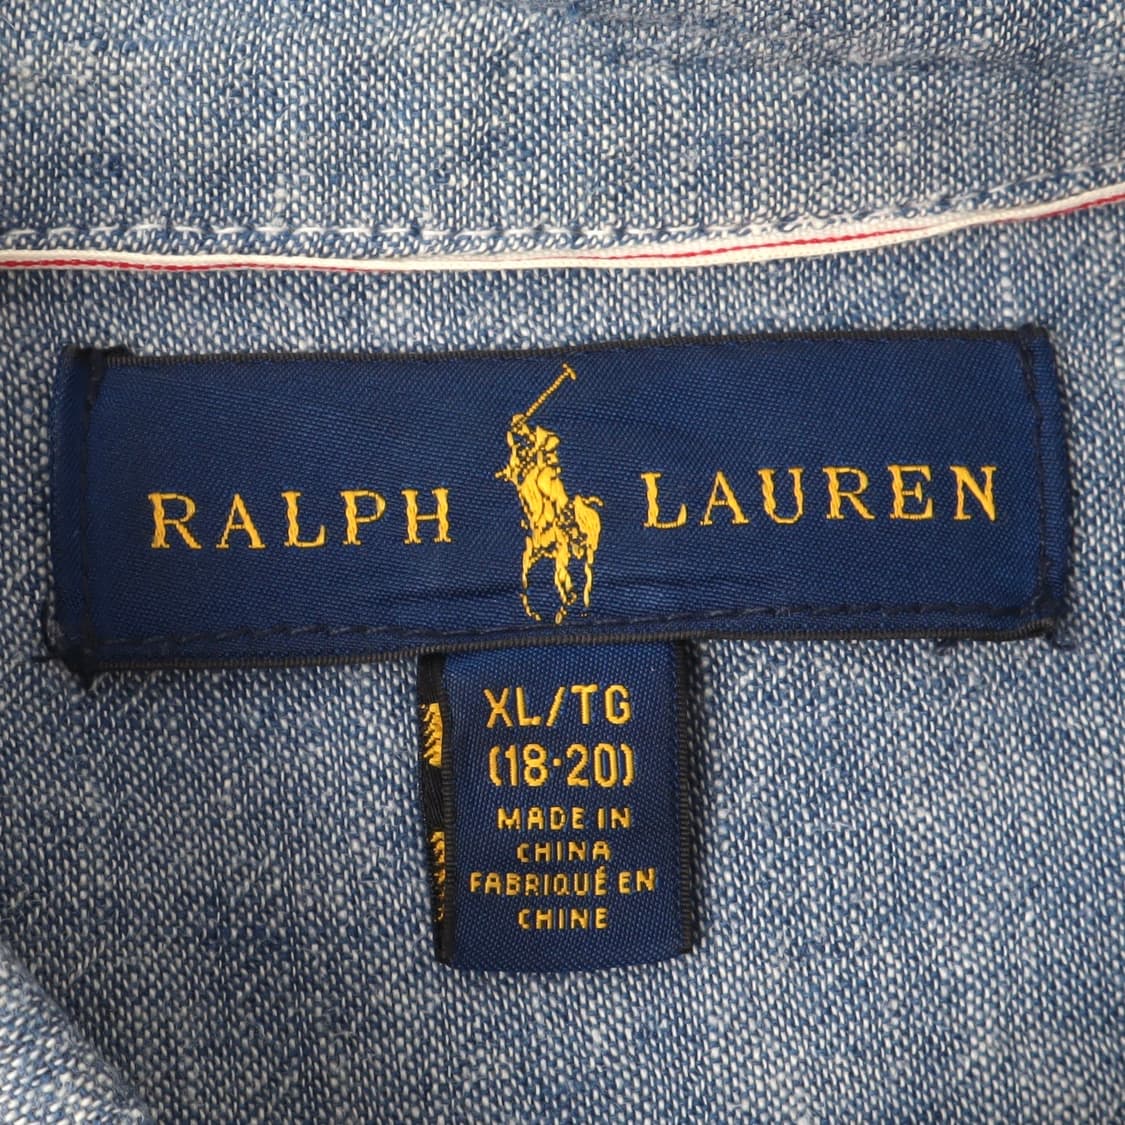 RALPH LAUREN
XL/TG
(18-20)
MADE IN
CHINA
FABRIQUÉ EN
CHINE